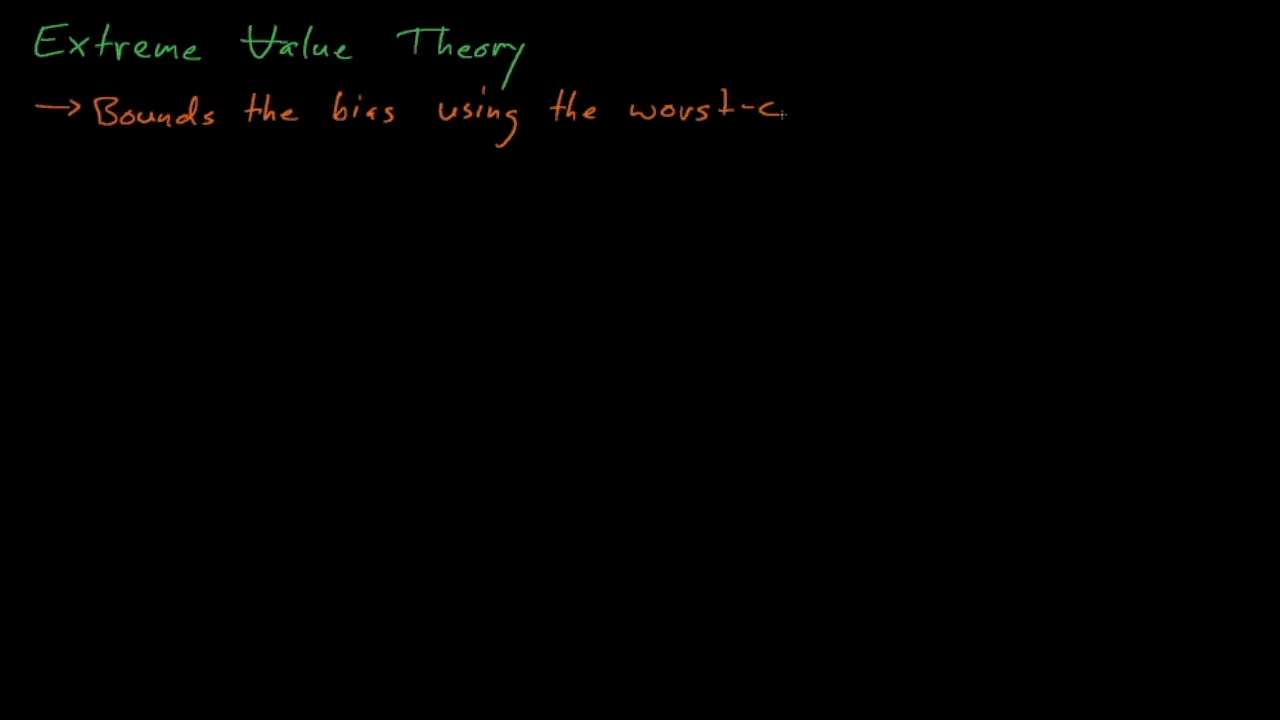 Extreme Value Theory
→ Bounds the bias using the worst-c